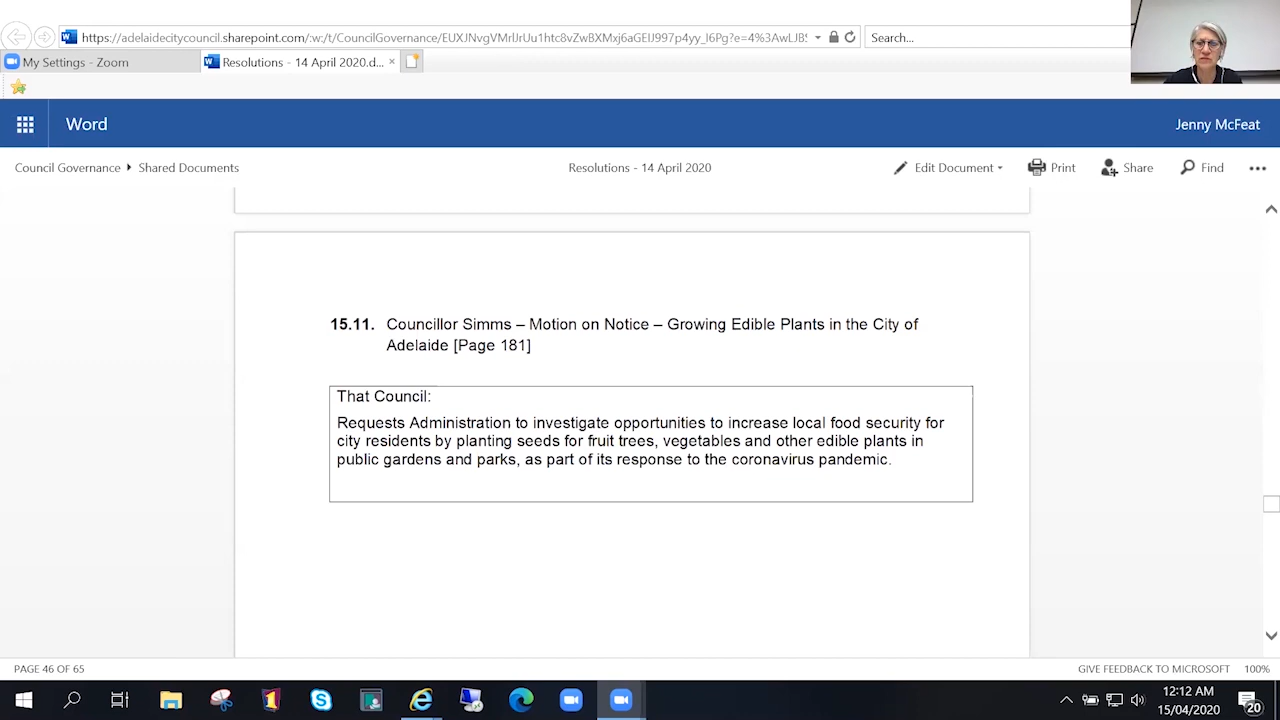 https://adelaidecitycouncil.sharepoint.com/:w:/t/CouncilGovernance/
Search...
My Settings - Zoom
Resolutions - 14 April 2020.d...
Word
Jenny McFeat
Council Governance
Shared Documents
Resolutions - 14 April 2020
Edit Document
Print
Share
Find
15.11. Councillor Simms – Motion on Notice – Growing Edible Plants in the City of
Adelaide [Page 181]
That Council:
Requests Administration to investigate opportunities to increase local food security for
city residents by planting seeds for fruit trees, vegetables and other edible plants in
public gardens and parks, as part of its response to the coronavirus pandemic.
PAGE 46 OF 65
GIVE FEEDBACK TO MICROSOFT 100%
12:12 AM
15/04/2020
20